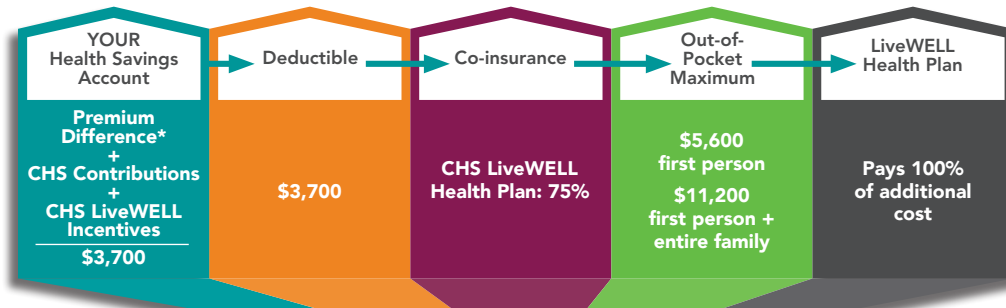 YOUR
Health Savings
Account
Premium
Difference*
+
CHS Contributions
+
CHS LiveWELL
Incentives
$3,700
Deductible
$3,700
Co-insurance
CHS LiveWELL
Health Plan: 75%
Out-of-
Pocket
Maximum
$5,600
first person
$11,200
first person +
entire family
LiveWELL
Health Plan
Pays 100%
of additional
cost